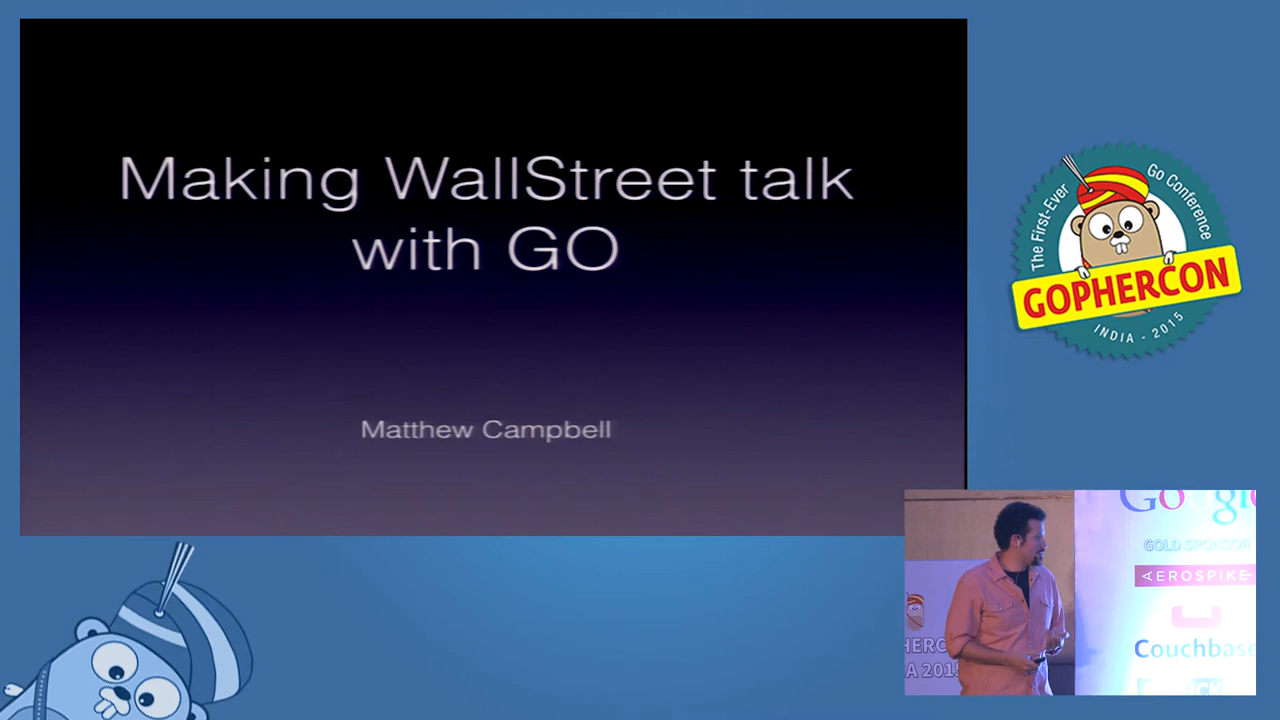 Making WallStreet talk
with GO
Matthew Campbell
The First-Ever
Go Conference
GOPHERCON
INDIA - 2015
GOLD SPONSOR
AEROSPIKE
Couchbase